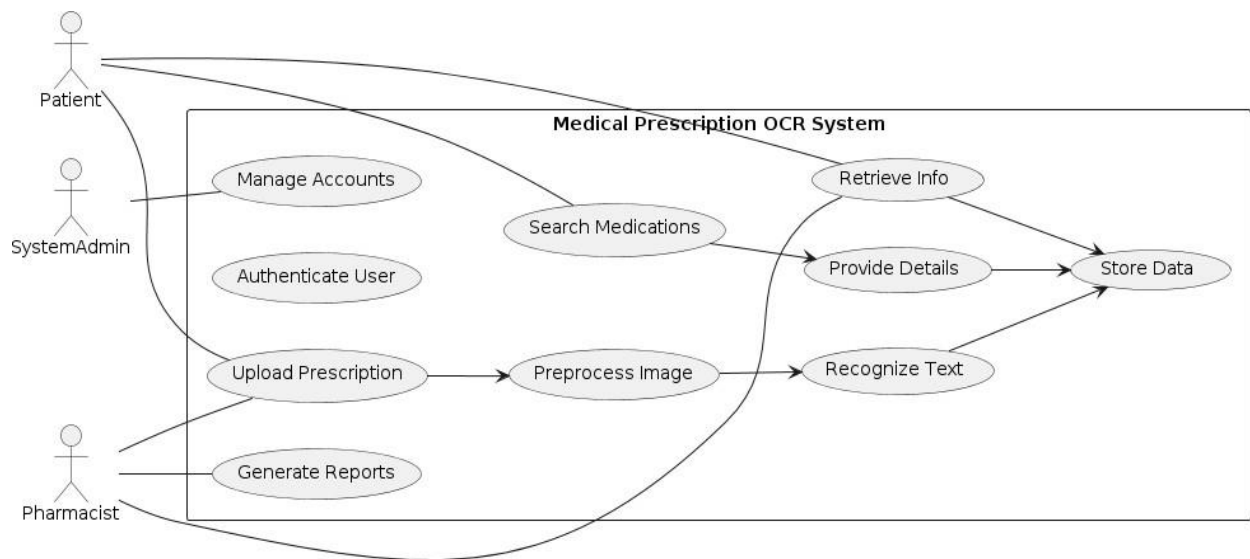 Patient
Medical Prescription OCR System
Manage Accounts
Retrieve Info
SystemAdmin
Search Medications
Authenticate User
Provide Details
Store Data
Upload Prescription
Preprocess Image
Recognize Text
Generate Reports
Pharmacist